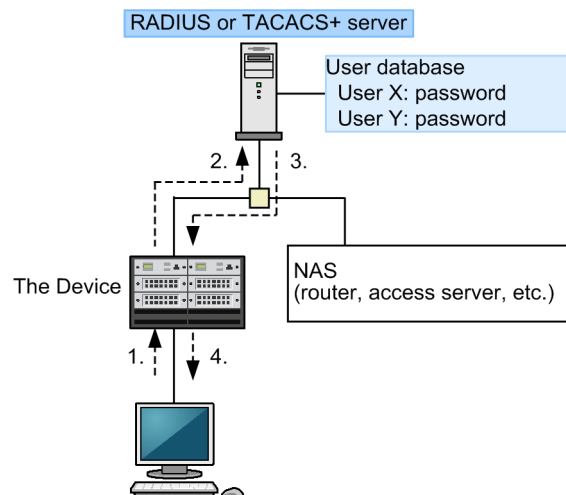 RADIUS or TACACS+ server
User database
User X: password
User Y: password
2.
3.
The Device
NAS
(router, access server, etc.)
1.
4.